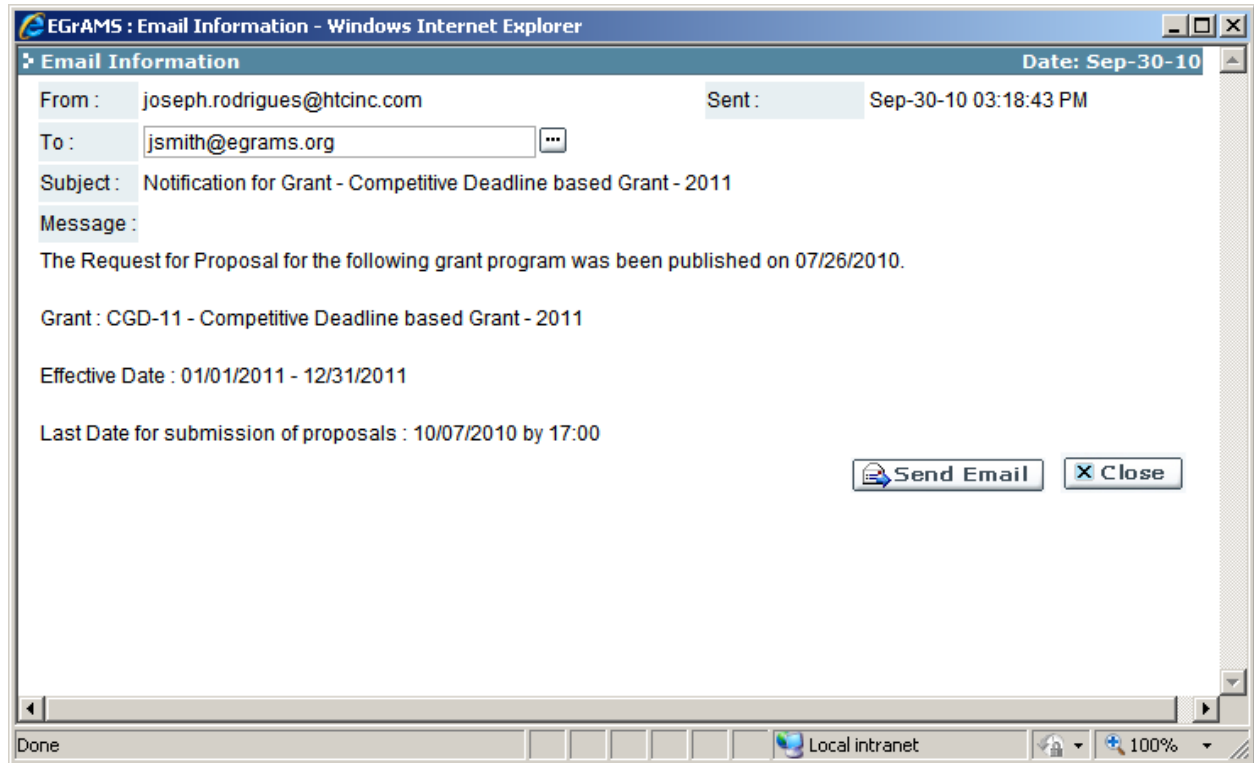 EGrAMS : Email Information - Windows Internet Explorer
Email Information Date: Sep-30-10
From : joseph.rodrigues@htcinc.com Sent : Sep-30-10 03:18:43 PM
To : jsmith@egrams.org ...
Subject : Notification for Grant - Competitive Deadline based Grant - 2011
Message :
The Request for Proposal for the following grant program was been published on 07/26/2010.
Grant : CGD-11 - Competitive Deadline based Grant - 2011
Effective Date : 01/01/2011 - 12/31/2011
Last Date for submission of proposals : 10/07/2010 by 17:00
Send Email Close
Done Local intranet 100%